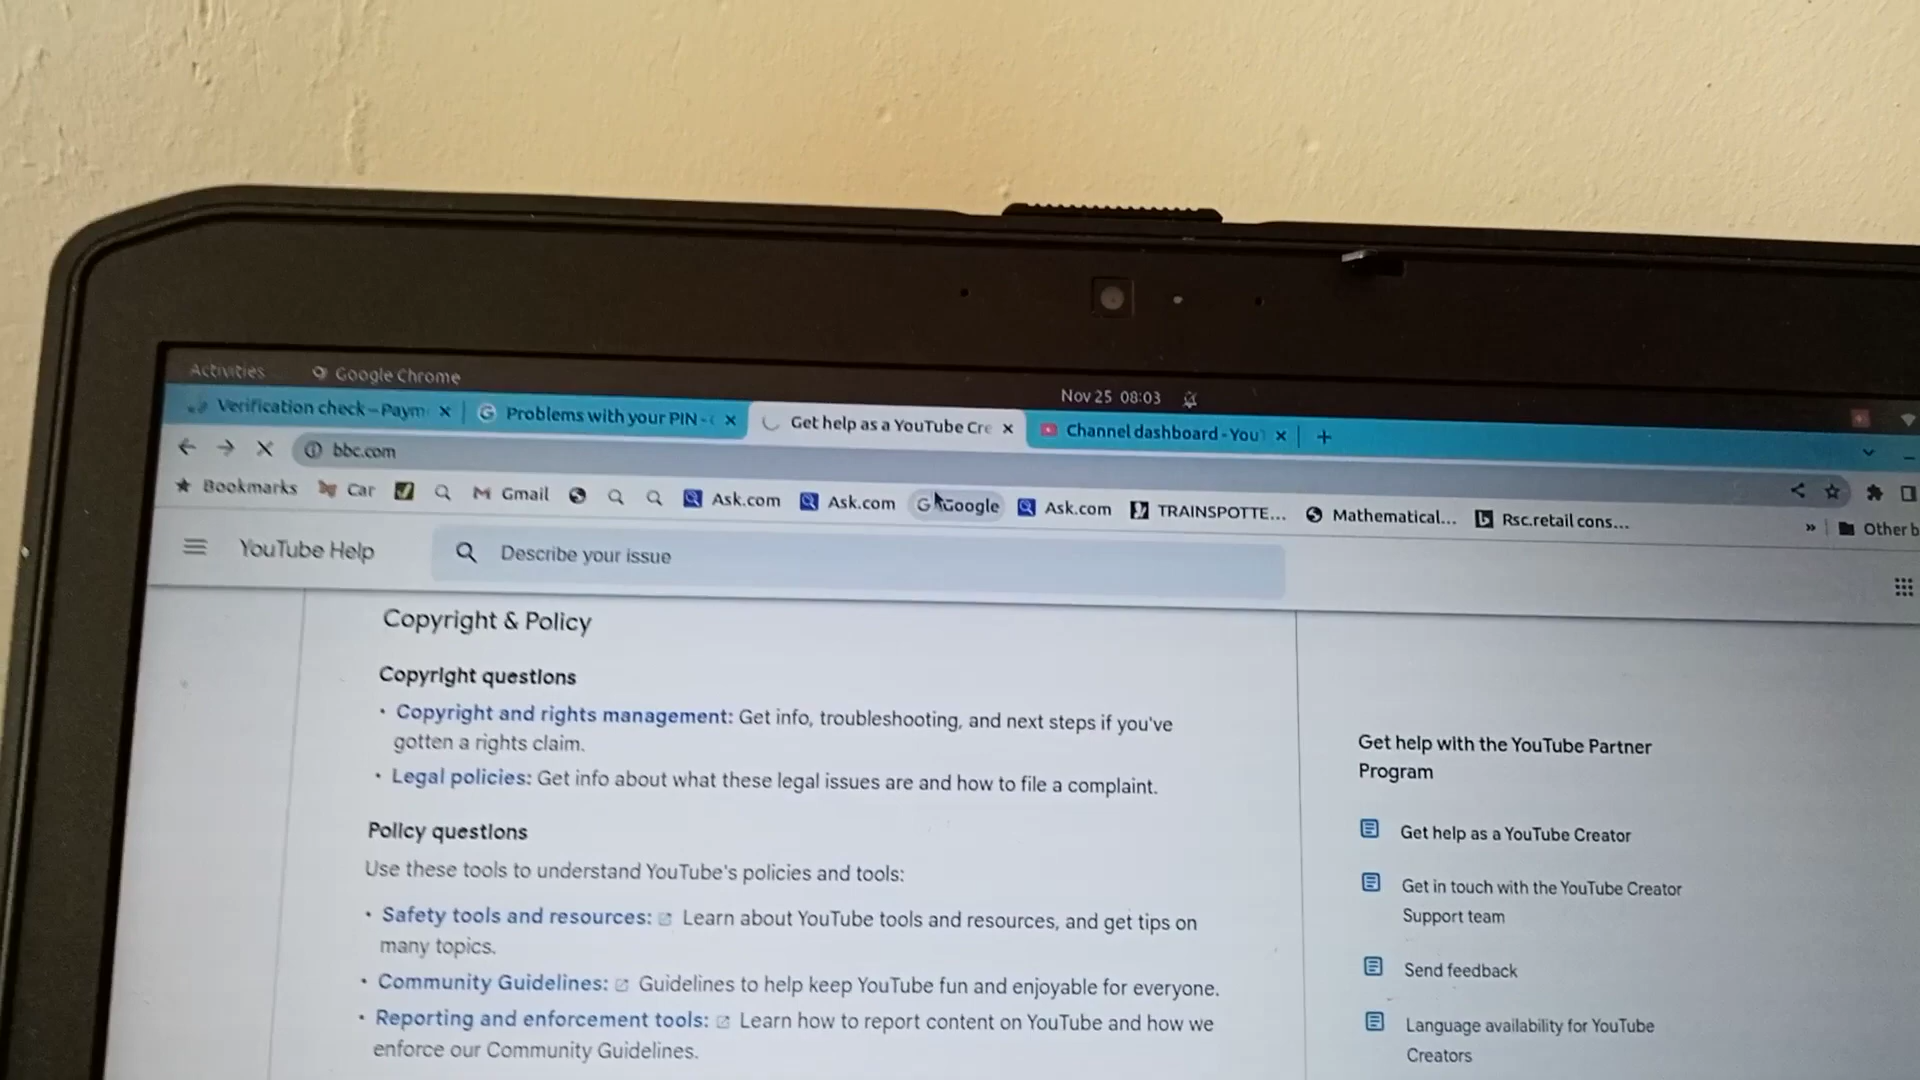 Activities Google Chrome Nov 25 08:03
Verification check – Paym Problems with your PIN - Get help as a YouTube Cre Channel dashboard - You
bbc.com
Bookmarks Car Gmail Ask.com Ask.com Google Ask.com TRAINSPOTTE... Mathematical... Rsc.retail cons... » Other b
YouTube Help Describe your issue
Copyright & Policy
Copyright questions
• Copyright and rights management: Get info, troubleshooting, and next steps if you've
gotten a rights claim.
• Legal policies: Get info about what these legal issues are and how to file a complaint.
Policy questions
Use these tools to understand YouTube's policies and tools:
• Safety tools and resources: Learn about YouTube tools and resources, and get tips on
many topics.
• Community Guidelines: Guidelines to help keep YouTube fun and enjoyable for everyone.
• Reporting and enforcement tools: Learn how to report content on YouTube and how we
enforce our Community Guidelines.
Get help with the YouTube Partner
Program
Get help as a YouTube Creator
Get in touch with the YouTube Creator
Support team
Send feedback
Language availability for YouTube
Creators